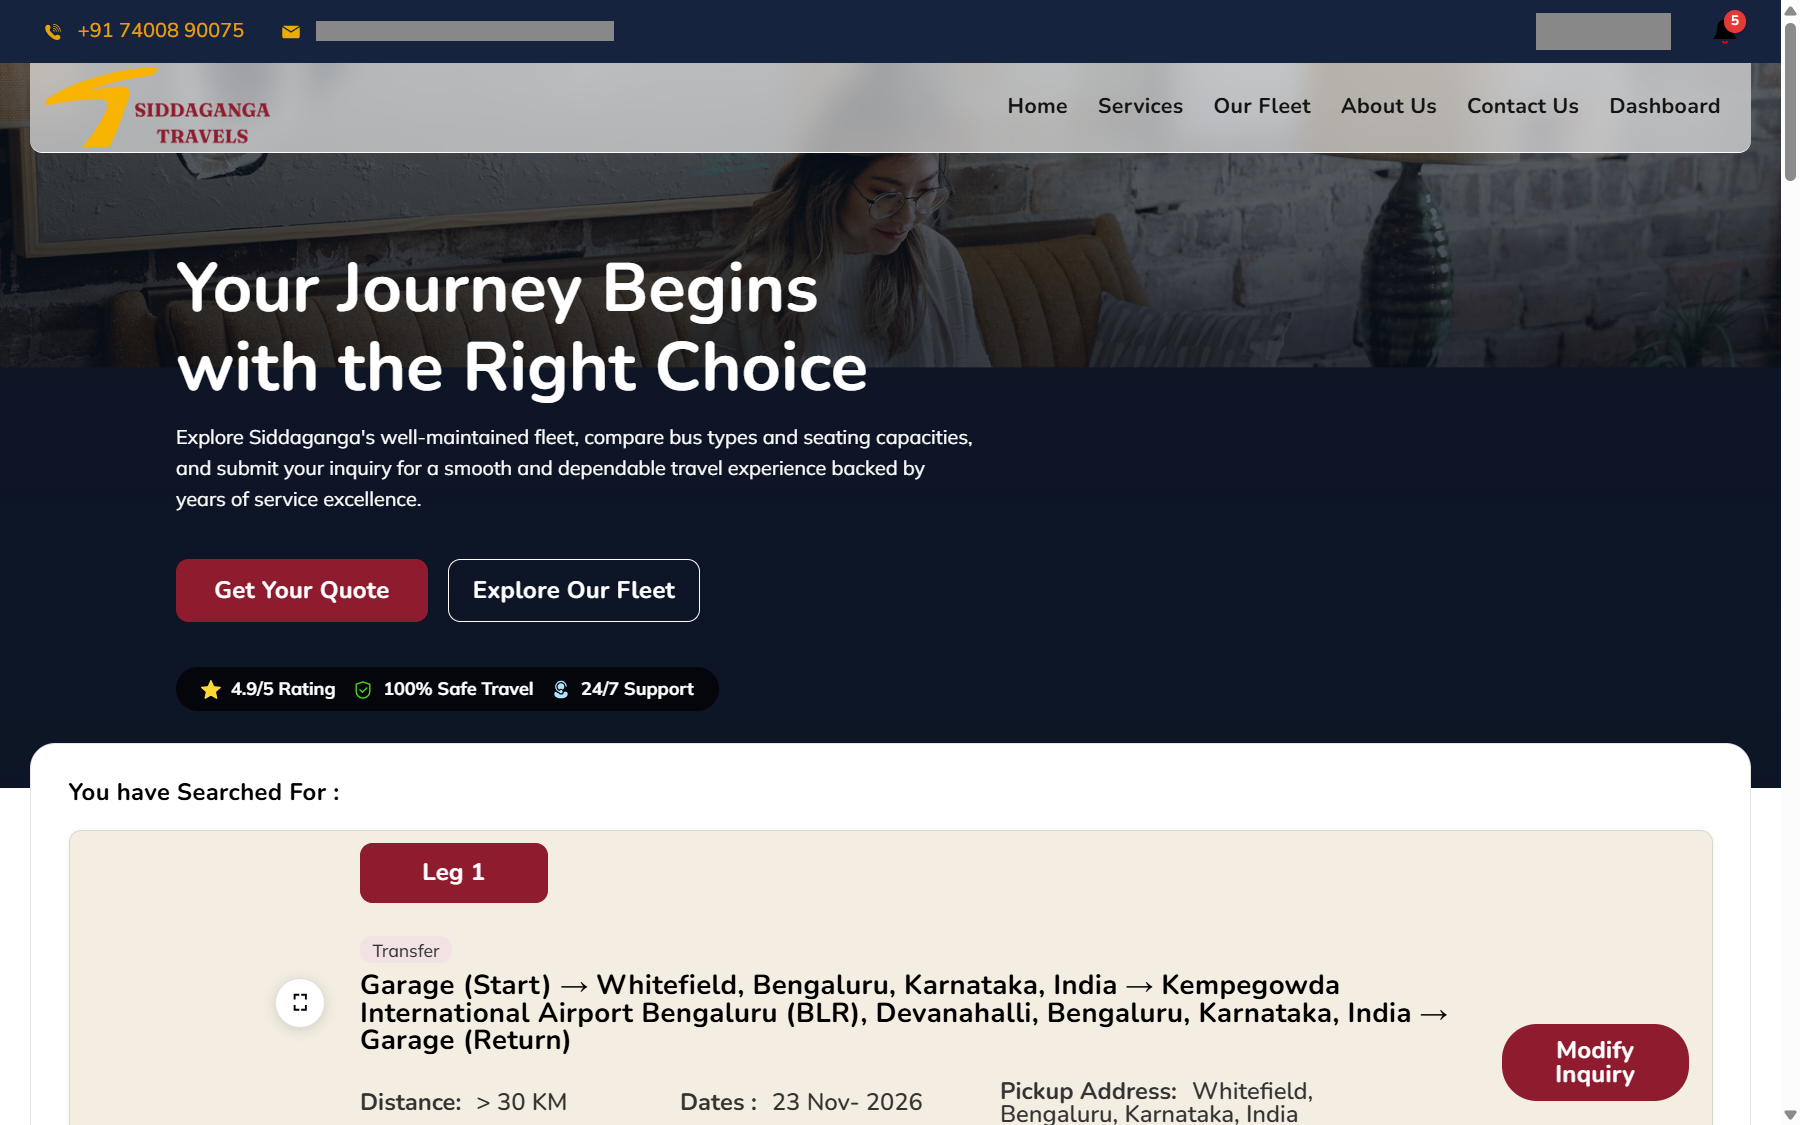 +91 74008 90075
5
SIDDAGANGA
TRAVELS
Home Services Our Fleet About Us Contact Us Dashboard
Your Journey Begins
with the Right Choice
Explore Siddaganga's well-maintained fleet, compare bus types and seating capacities,
and submit your inquiry for a smooth and dependable travel experience backed by
years of service excellence.
Get Your Quote Explore Our Fleet
4.9/5 Rating 100% Safe Travel 24/7 Support
You have Searched For :
Leg 1
Transfer
Garage (Start) → Whitefield, Bengaluru, Karnataka, India → Kempegowda
International Airport Bengaluru (BLR), Devanahalli, Bengaluru, Karnataka, India →
Garage (Return)
Modify
Inquiry
Distance: > 30 KM Dates : 23 Nov- 2026 Pickup Address: Whitefield,
Bengaluru, Karnataka, India